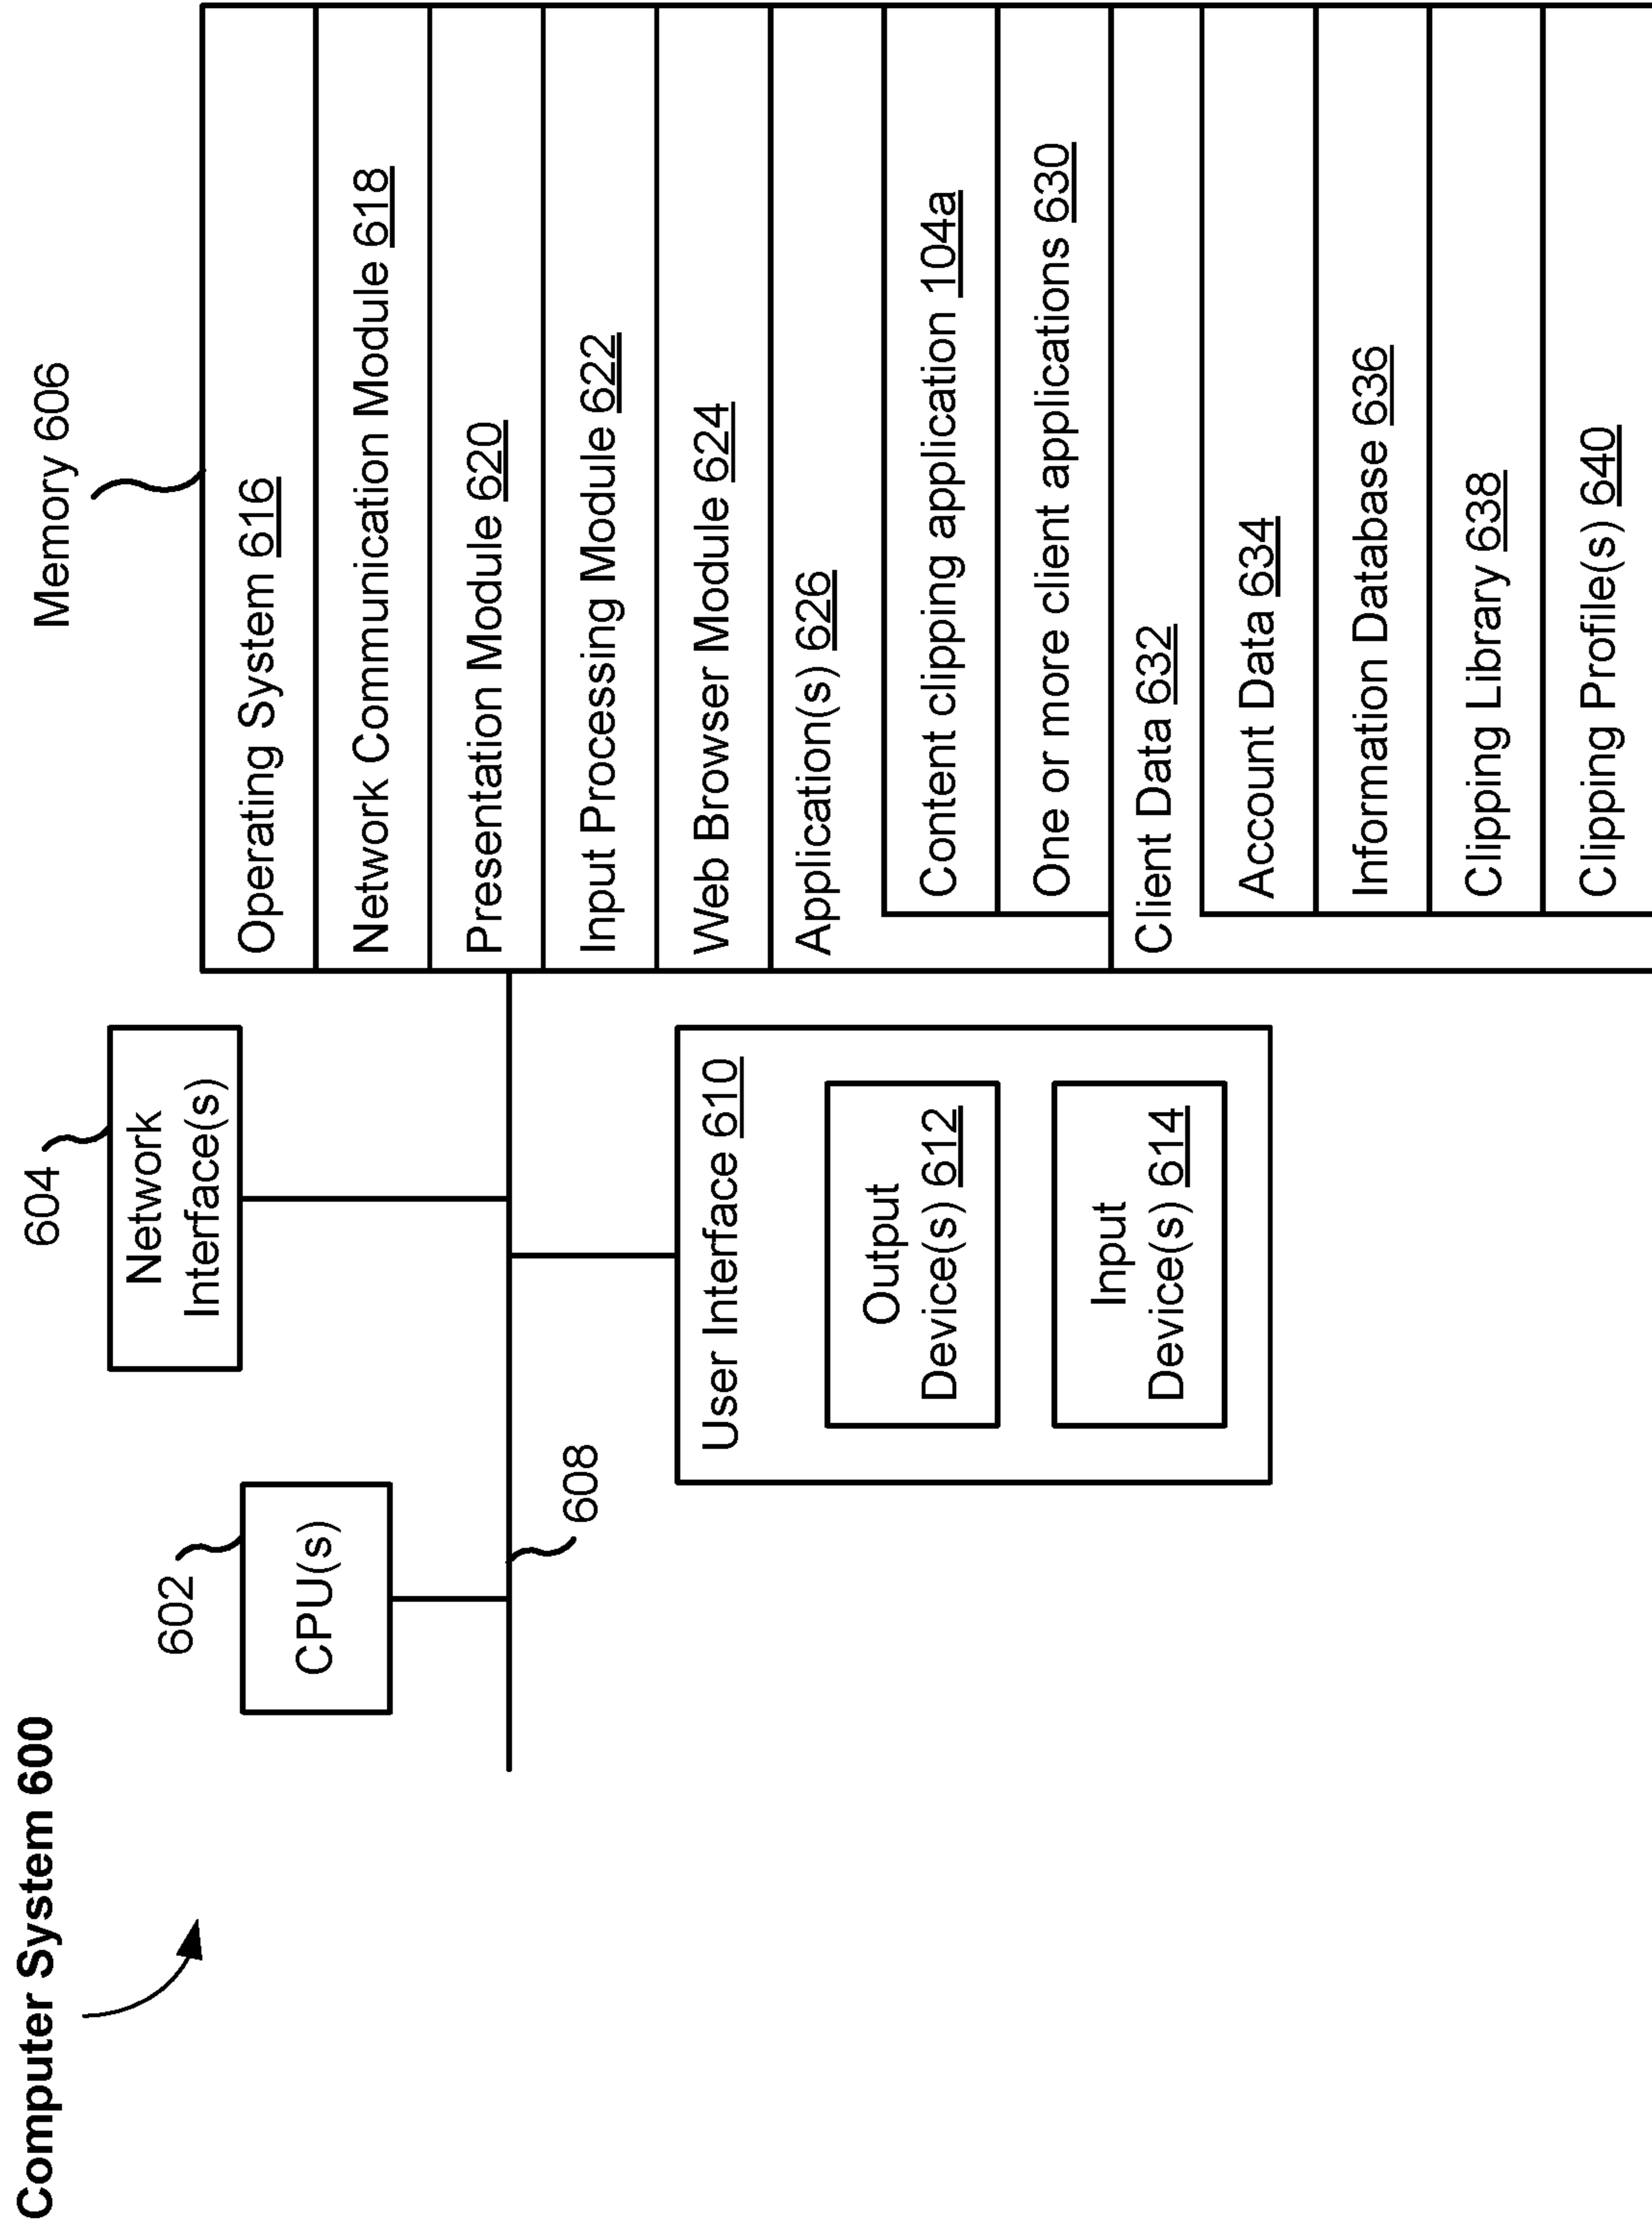 Computer System 600
602
CPU(s)
604
Network
Interface(s)
608
User Interface 610
Output
Device(s) 612
Input
Device(s) 614
Memory 606
Operating System 616
Network Communication Module 618
Presentation Module 620
Input Processing Module 622
Web Browser Module 624
Application(s) 626
Content clipping application 104a
One or more client applications 630
Client Data 632
Account Data 634
Information Database 636
Clipping Library 638
Clipping Profile(s) 640